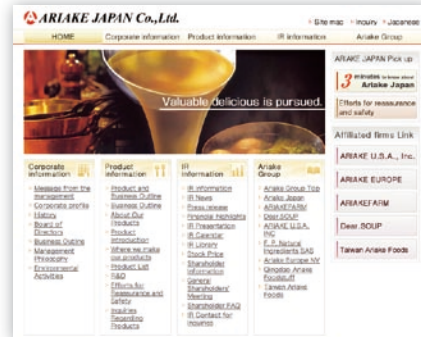 ARIAKE JAPAN Co.,Ltd.
Site map Inquiry Japanese
HOME Corporate information Product information IR information Ariake Group
Valuable delicious is pursued.
ARIAKE JAPAN Pick up
3 minutes to know about
Ariake Japan
Efforts for reassurance
and safety
Affiliated firms Link
ARIAKE U.S.A., Inc.
ARIAKE EUROPE
ARIAKEFARM
Dear.SOUP
Taiwan Ariake Foods
Corporate
information
Message from the
management
Corporate profile
History
Board of
Directors
Business Outline
Management
Philosophy
Environmental
Activities
Product
information
Product and
Business Outline
Business Outline
About Our
Products
Product
Introduction
Where we make
our products
Product List
R&D
Efforts for
Reassurance and
Safety
Inquiries
Regarding
Products
IR
information
IR information
IR News
Press release
Financial highlights
IR Presentation
IR Calendar
IR Library
Stock Price
Shareholder
Information
General
Shareholders'
Meeting
Shareholder FAQ
IR Contact for
Inquiries
Ariake
Group
Ariake Group Top
Ariake Japan
ARIAKEFARM
Dear.SOUP
ARIAKE U.S.A,
INC
F. P. Natural
Ingredients SAS
Ariake Europe NV
Qingdao Ariake
Foodstuff
Taiwan Ariake
Foods